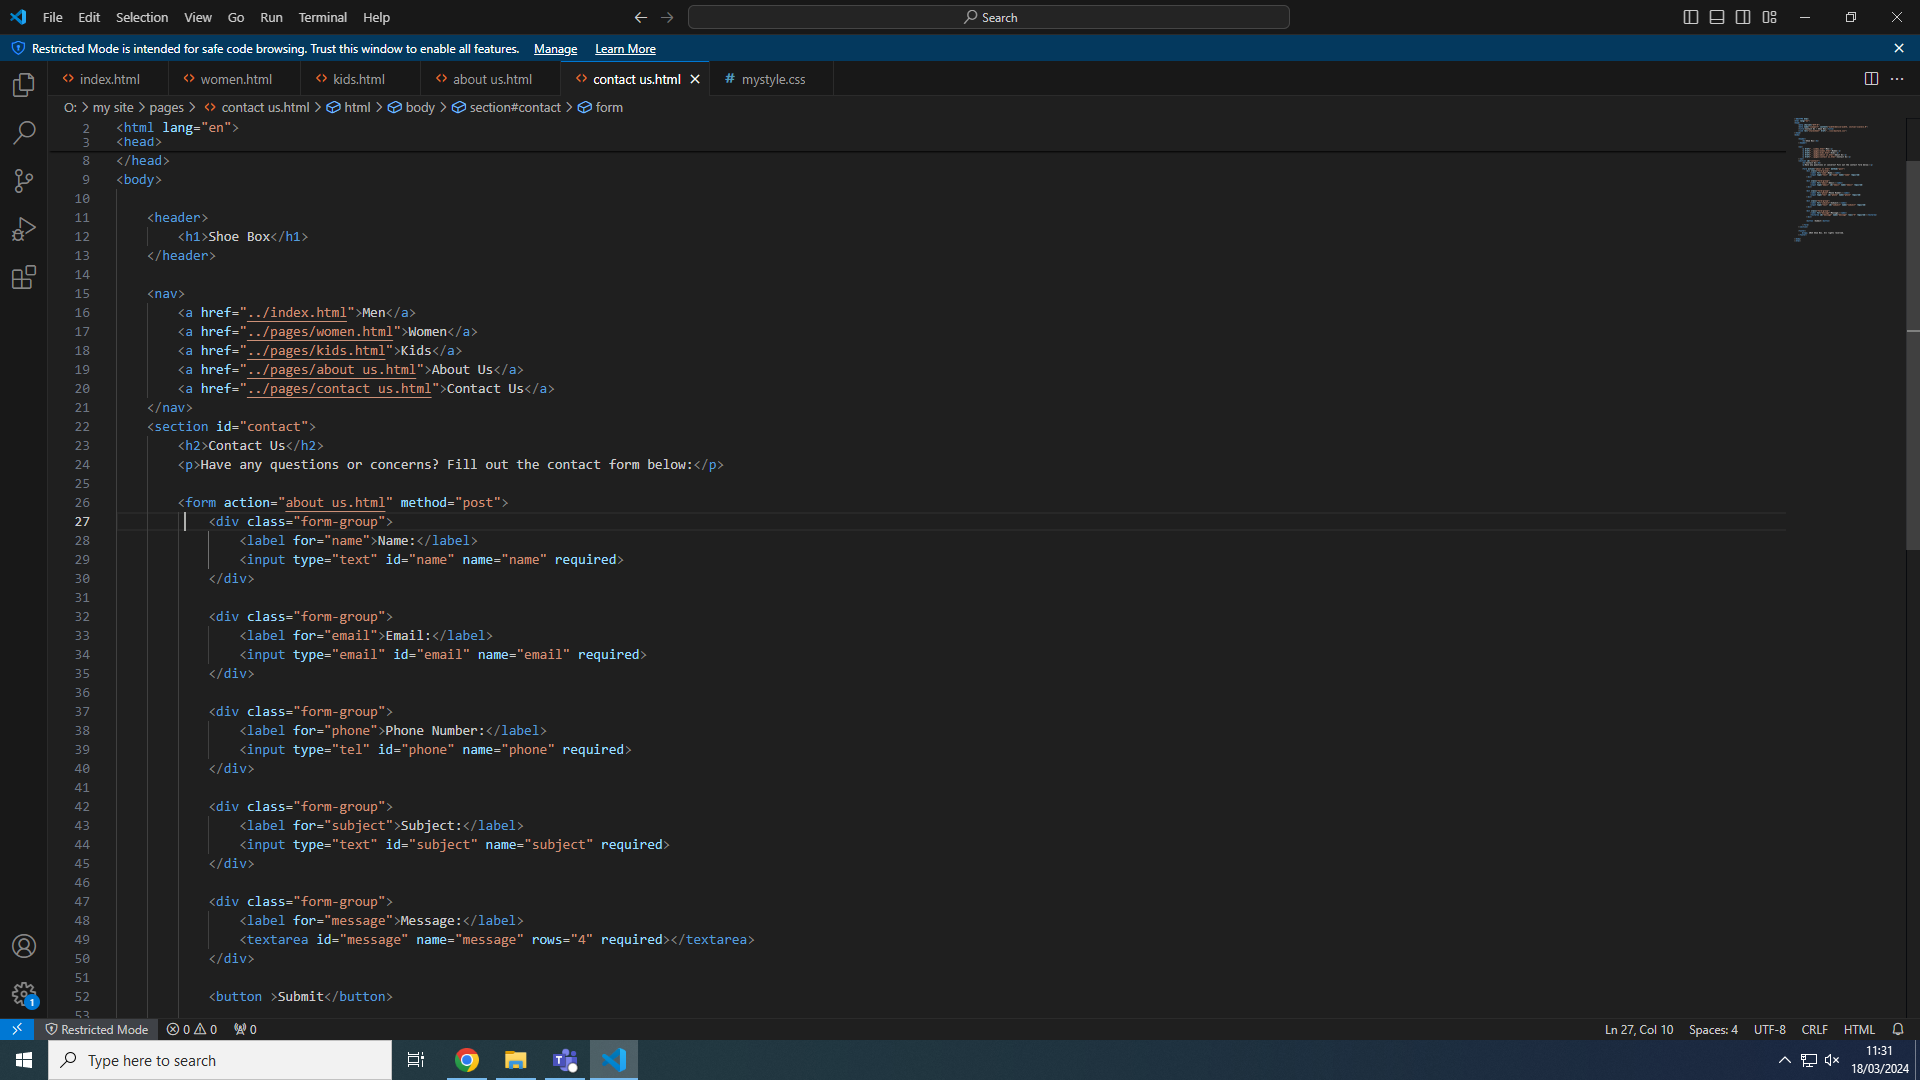 File Edit Selection View Go Run Terminal Help Search
Restricted Mode is intended for safe code browsing. Trust this window to enable all features. Manage Learn More
index.html women.html kids.html about us.html contact us.html mystyle.css
O: > my site > pages > contact us.html > html > body > section#contact > form
2 <html lang="en">
3 <head>
8 </head>
9 <body>
10
11 <header>
12 <h1>Shoe Box</h1>
13 </header>
14
15 <nav>
16 <a href="../index.html">Men</a>
17 <a href="../pages/women.html">Women</a>
18 <a href="../pages/kids.html">Kids</a>
19 <a href="../pages/about us.html">About Us</a>
20 <a href="../pages/contact us.html">Contact Us</a>
21 </nav>
22 <section id="contact">
23 <h2>Contact Us</h2>
24 <p>Have any questions or concerns? Fill out the contact form below:</p>
25
26 <form action="about us.html" method="post">
27 <div class="form-group">
28 <label for="name">Name:</label>
29 <input type="text" id="name" name="name" required>
30 </div>
31
32 <div class="form-group">
33 <label for="email">Email:</label>
34 <input type="email" id="email" name="email" required>
35 </div>
36
37 <div class="form-group">
38 <label for="phone">Phone Number:</label>
39 <input type="tel" id="phone" name="phone" required>
40 </div>
41
42 <div class="form-group">
43 <label for="subject">Subject:</label>
44 <input type="text" id="subject" name="subject" required>
45 </div>
46
47 <div class="form-group">
48 <label for="message">Message:</label>
49 <textarea id="message" name="message" rows="4" required></textarea>
50 </div>
51
52 <button >Submit</button>
53
1
Restricted Mode 0 0 0 Ln 27, Col 10 Spaces: 4 UTF-8 CRLF HTML
Type here to search
11:31
18/03/2024